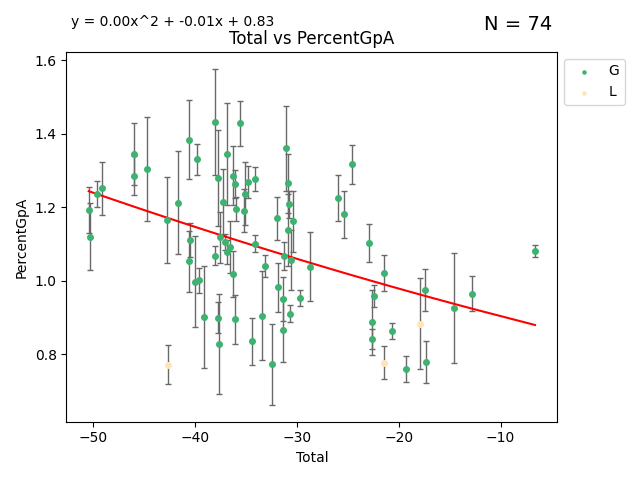 y = 0.00x^2 + -0.01x + 0.83
N = 74
Total vs PercentGpA
G
L
PercentGpA
1.6
1.4
1.2
1.0
0.8
−50
−40
−30
−20
−10
Total